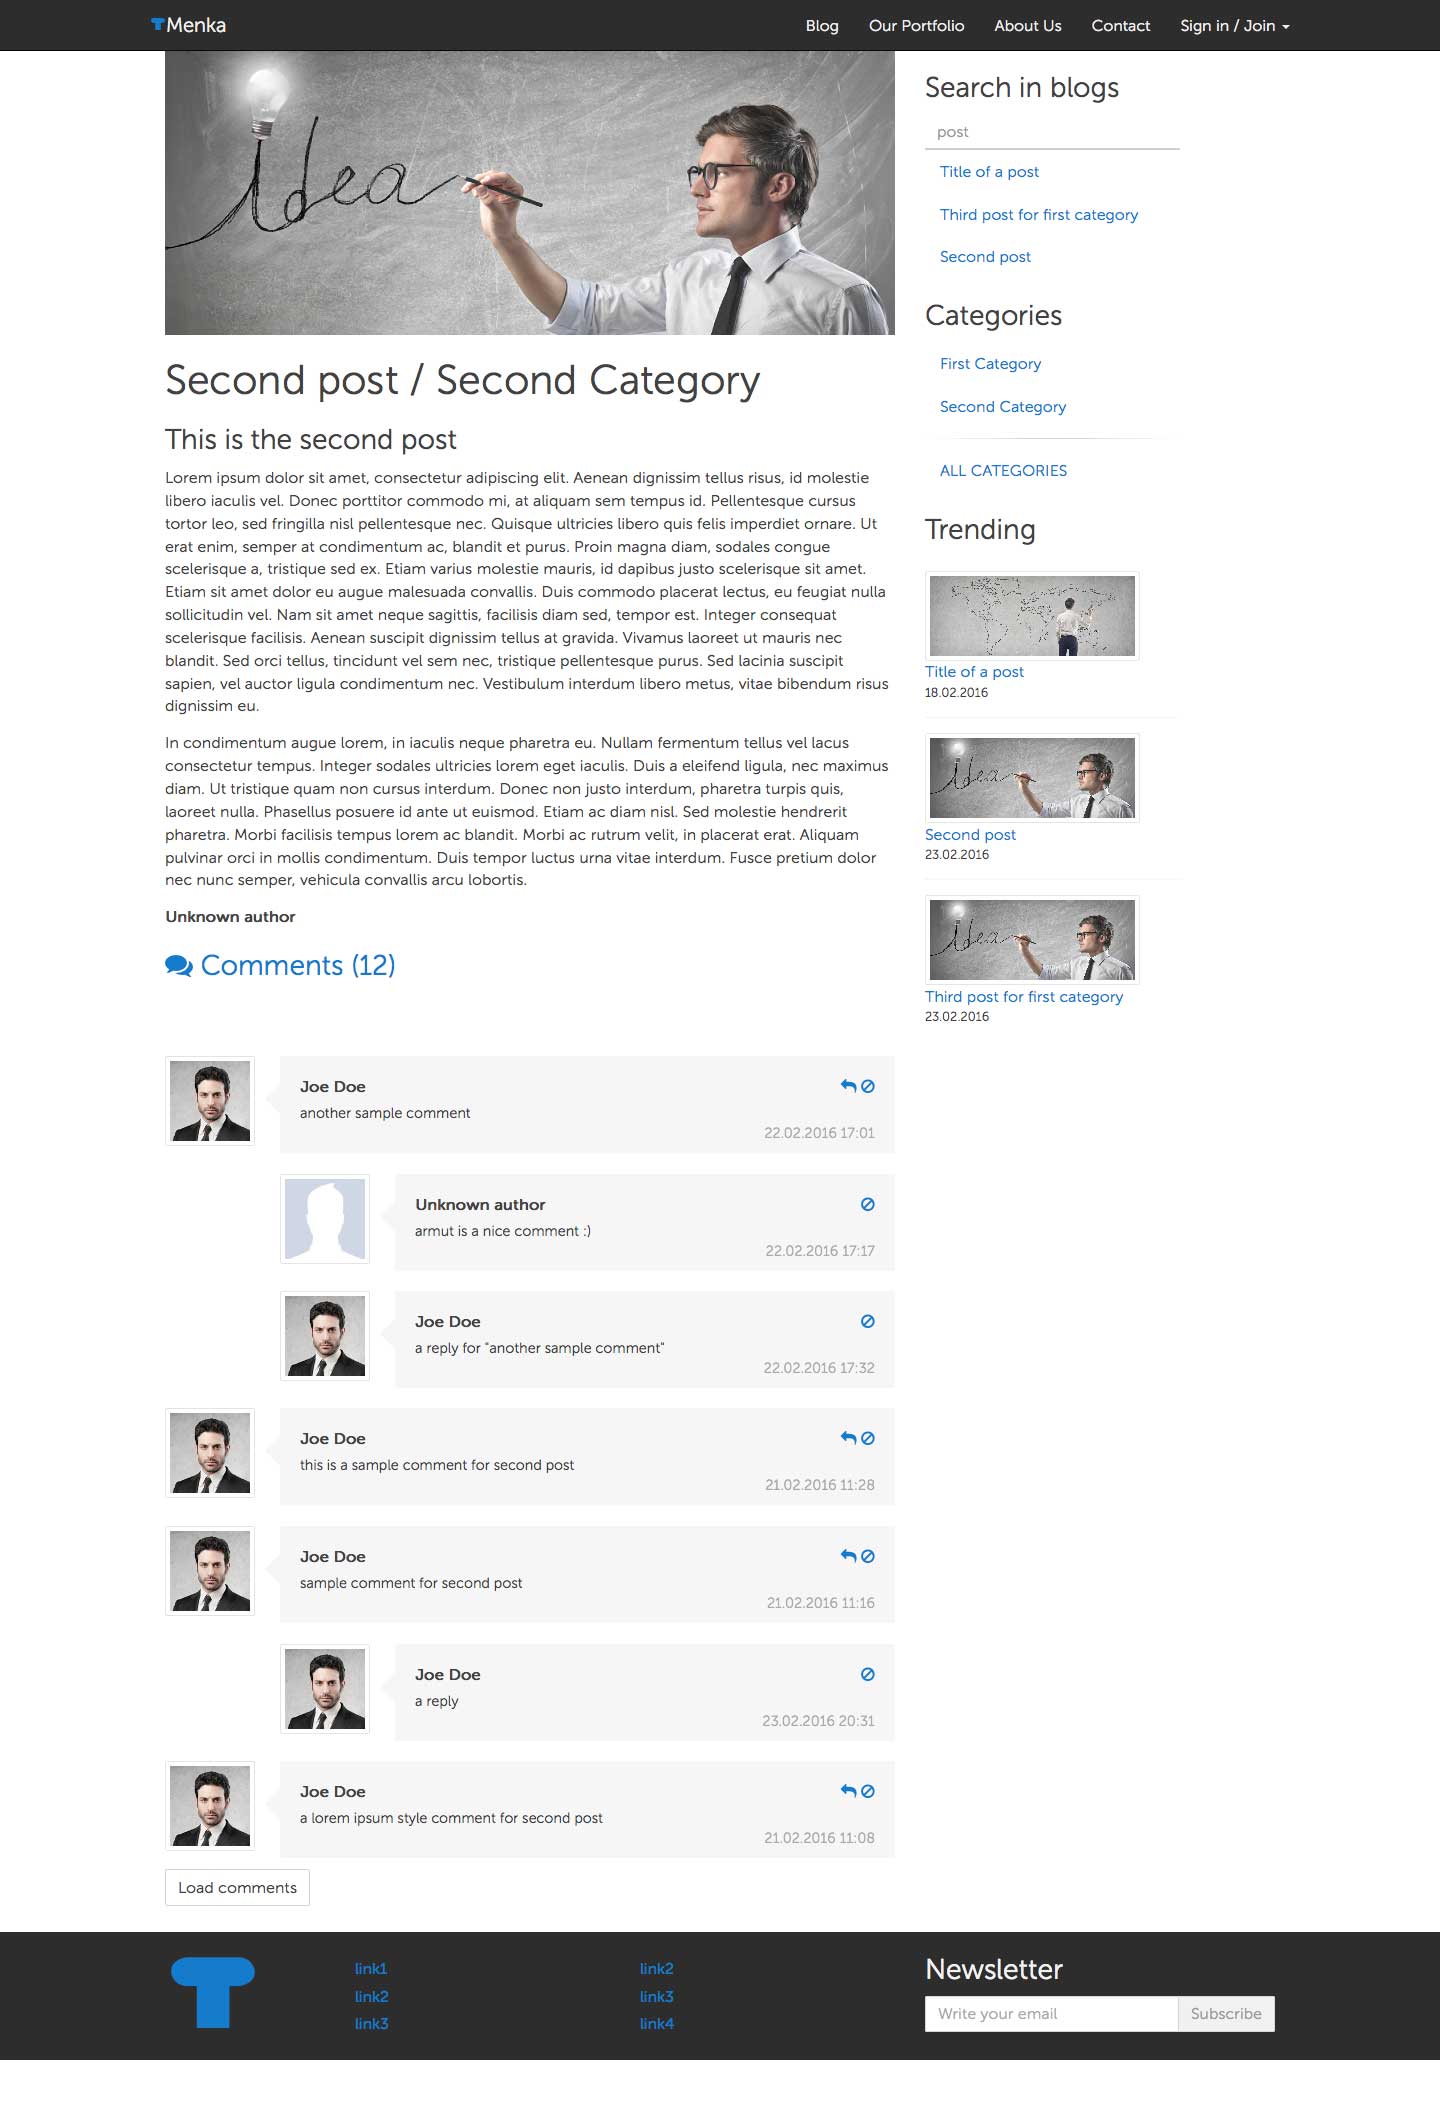 Menka
Blog Our Portfolio About Us Contact Sign in / Join
Idea
Second post / Second Category
This is the second post
Lorem ipsum dolor sit amet, consectetur adipiscing elit. Aenean dignissim tellus risus, id molestie
libero iaculis vel. Donec porttitor commodo mi, at aliquam sem tempus id. Pellentesque cursus
tortor leo, sed fringilla nisl pellentesque nec. Quisque ultricies libero quis felis imperdiet ornare. Ut
erat enim, semper at condimentum ac, blandit et purus. Proin magna diam, sodales congue
scelerisque a, tristique sed ex. Etiam varius molestie mauris, id dapibus justo scelerisque sit amet.
Etiam sit amet dolor eu augue malesuada convallis. Duis commodo placerat lectus, eu feugiat nulla
sollicitudin vel. Nam sit amet neque sagittis, facilisis diam sed, tempor est. Integer consequat
scelerisque facilisis. Aenean suscipit dignissim tellus at gravida. Vivamus laoreet ut mauris nec
blandit. Sed orci tellus, tincidunt vel sem nec, tristique pellentesque purus. Sed lacinia suscipit
sapien, vel auctor ligula condimentum nec. Vestibulum interdum libero metus, vitae bibendum risus
dignissim eu.
In condimentum augue lorem, in iaculis neque pharetra eu. Nullam fermentum tellus vel lacus
consectetur tempus. Integer sodales ultricies lorem eget iaculis. Duis a eleifend ligula, nec maximus
diam. Ut tristique quam non cursus interdum. Donec non justo interdum, pharetra turpis quis,
laoreet nulla. Phasellus posuere id ante ut euismod. Etiam ac diam nisl. Sed molestie hendrerit
pharetra. Morbi facilisis tempus lorem ac blandit. Morbi ac rutrum velit, in placerat erat. Aliquam
pulvinar orci in mollis condimentum. Duis tempor luctus urna vitae interdum. Fusce pretium dolor
nec nunc semper, vehicula convallis arcu lobortis.
Unknown author
Comments (12)
Joe Doe
another sample comment
22.02.2016 17:01
Unknown author
armut is a nice comment :)
22.02.2016 17:17
Joe Doe
a reply for "another sample comment"
22.02.2016 17:32
Joe Doe
this is a sample comment for second post
21.02.2016 11:28
Joe Doe
sample comment for second post
21.02.2016 11:16
Joe Doe
a reply
23.02.2016 20:31
Joe Doe
a lorem ipsum style comment for second post
21.02.2016 11:08
Load comments
Search in blogs
post
Title of a post
Third post for first category
Second post
Categories
First Category
Second Category
ALL CATEGORIES
Trending
Title of a post
18.02.2016
Idea
Second post
23.02.2016
Idea
Third post for first category
23.02.2016
link1
link2
link3
link2
link3
link4
Newsletter
Write your email Subscribe